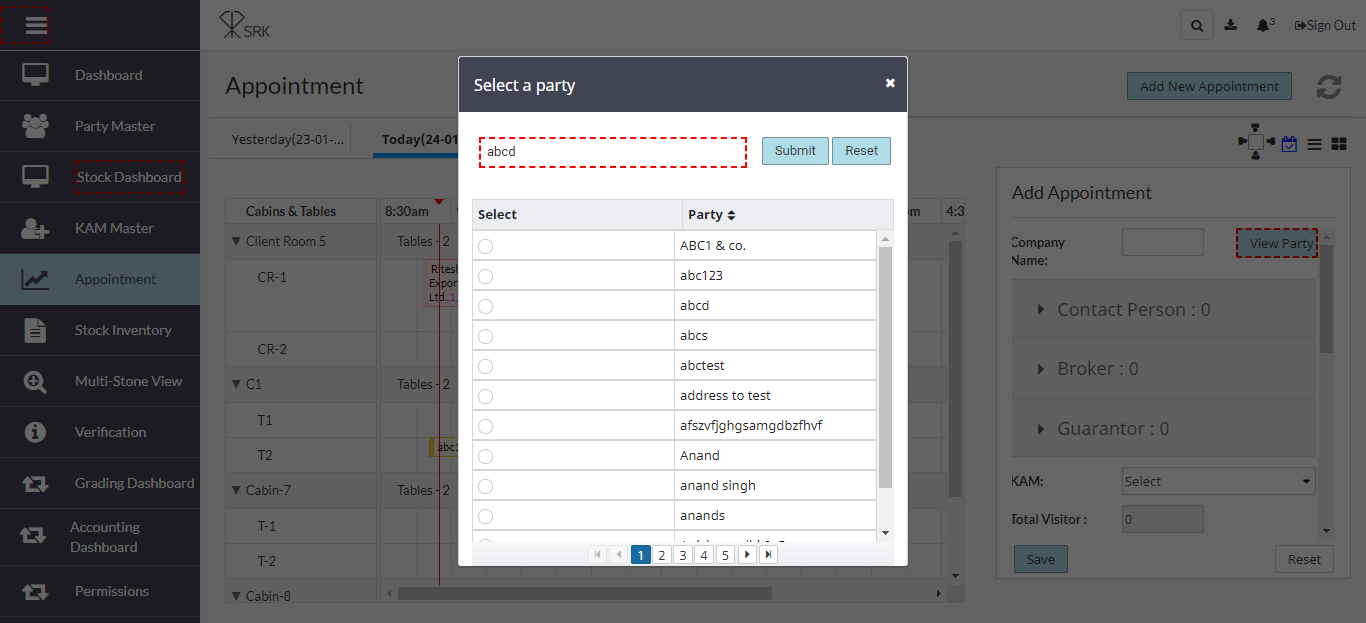 SRK
3
Sign Out
Dashboard
Party Master
Stock Dashboard
KAM Master
Appointment
Stock Inventory
Multi-Stone View
Verification
Grading Dashboard
Accounting
Dashboard
Permissions
Appointment
Add New Appointment
Yesterday(23-01-...
Today(24-01
Cabins & Tables
8:30am
4:3
Client Room 5
Tables - 2
CR-1
Ritesh
Expor
Ltd..1,
CR-2
C1
Tables - 2
T1
T2
abc1
Cabin-7
Tables - 2
T-1
T-2
Cabin-8
Select a party
abcd
Submit
Reset
Select
Party
ABC1 & co.
abc123
abcd
abcs
abctest
address to test
afszvfjghgsamgdbzfhvf
Anand
anand singh
anands
1 2 3 4 5
Add Appointment
Company
Name:
View Party
Contact Person : 0
Broker : 0
Guarantor : 0
KAM:
Select
Total Visitor :
0
Save
Reset